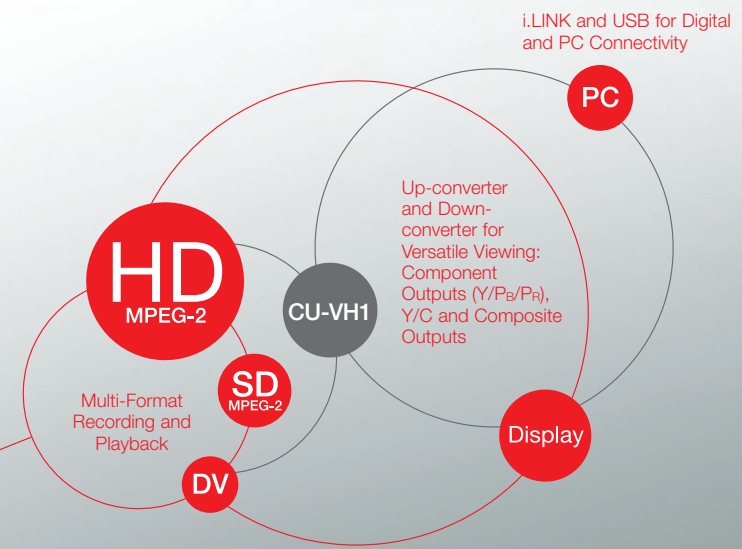 i.LINK and USB for Digital
and PC Connectivity
PC
Up-converter
and Down-
converter for
Versatile Viewing:
Component
Outputs (Y/PB/PR),
Y/C and Composite
Outputs
HD
MPEG-2
CU-VH1
SD
MPEG-2
Multi-Format
Recording and
Playback
Display
DV